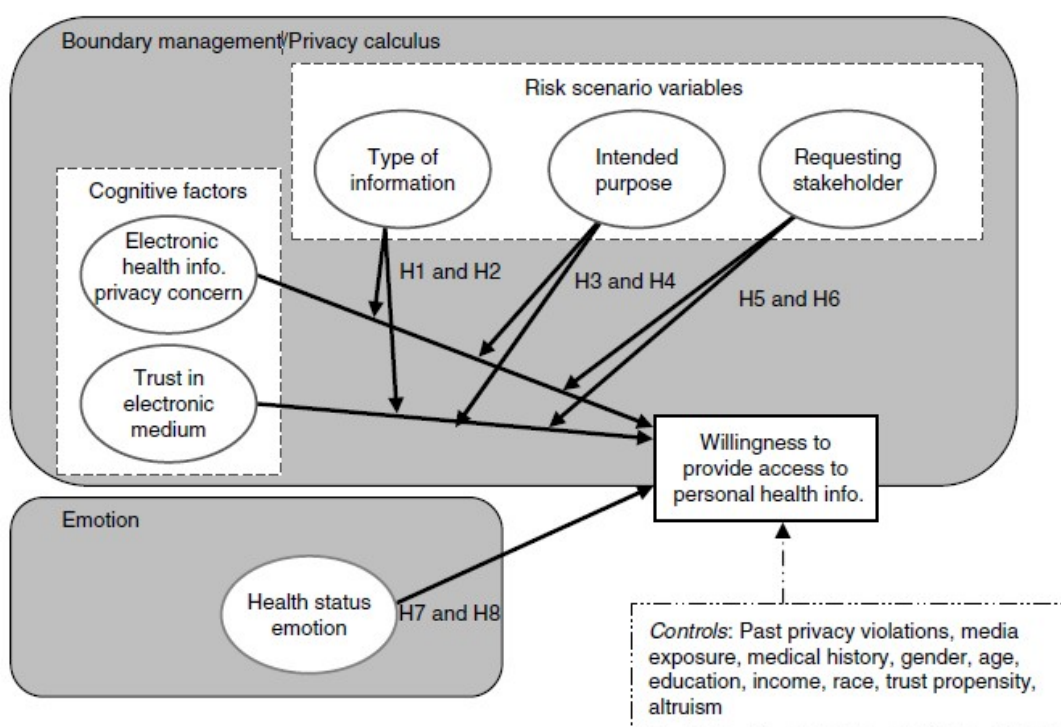 Boundary management/Privacy calculus
Risk scenario variables
Type of
information
Intended
purpose
Requesting
stakeholder
Cognitive factors
Electronic
health info.
privacy concern
H1 and H2
H3 and H4
H5 and H6
Trust in
electronic
medium
Willingness to
provide access to
personal health info.
Emotion
Health status
emotion
H7 and H8
Controls: Past privacy violations, media
exposure, medical history, gender, age,
education, income, race, trust propensity,
altruism